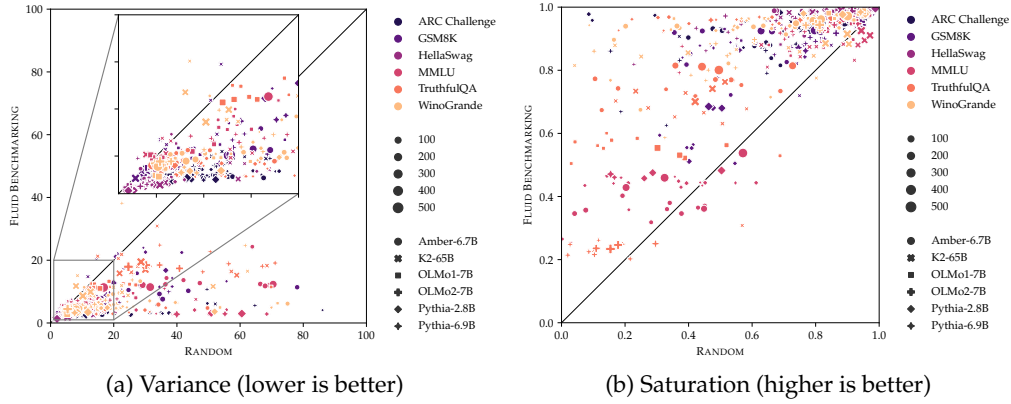 100
80
60
40
20
0
0
20
40
60
80
100
FLUID BENCHMARKING
RANDOM
ARC Challenge
GSM8K
HellaSwag
MMLU
TruthfulQA
WinoGrande
100
200
300
400
500
Amber-6.7B
K2-65B
OLMo1-7B
OLMo2-7B
Pythia-2.8B
Pythia-6.9B
(a) Variance (lower is better)
1.0
0.8
0.6
0.4
0.2
0.0
0.0
0.2
0.4
0.6
0.8
1.0
FLUID BENCHMARKING
RANDOM
ARC Challenge
GSM8K
HellaSwag
MMLU
TruthfulQA
WinoGrande
100
200
300
400
500
Amber-6.7B
K2-65B
OLMo1-7B
OLMo2-7B
Pythia-2.8B
Pythia-6.9B
(b) Saturation (higher is better)